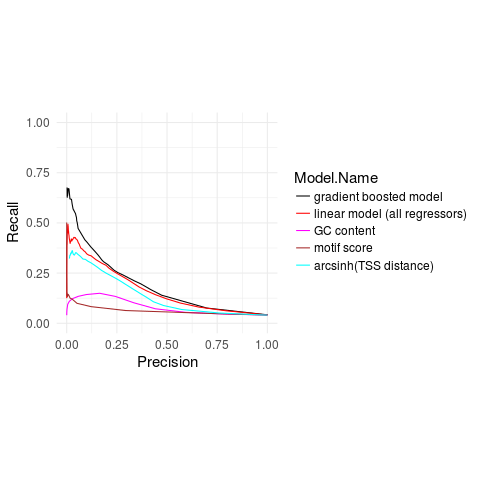 1.00
0.75
0.50
0.25
0.00
Recall
0.00 0.25 0.50 0.75 1.00
Precision
Model.Name
gradient boosted model
linear model (all regressors)
GC content
motif score
arcsinh(TSS distance)